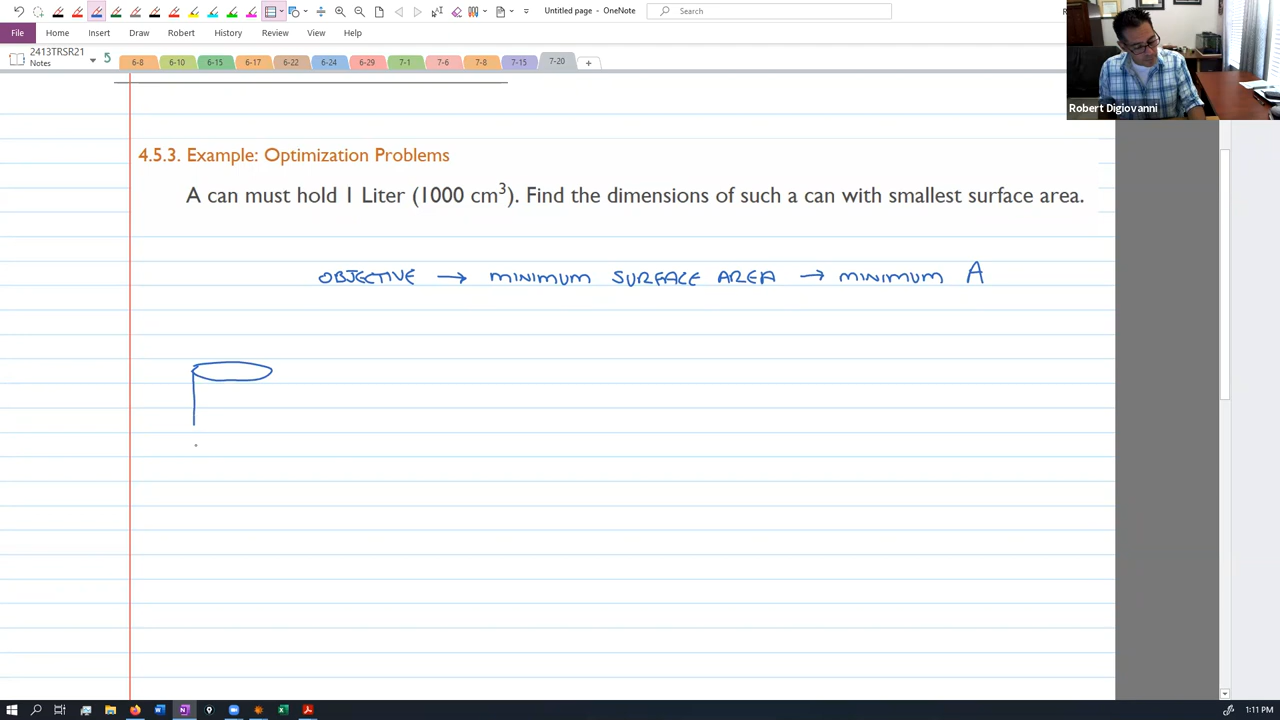 Untitled page - OneNote
Search
File Home Insert Draw Robert History Review View Help
2413TRSR21
Notes
5
6-8 6-10 6-15 6-17 6-22 6-24 6-29 7-1 7-6 7-8 7-15 7-20
Robert Digiovanni
4.5.3. Example: Optimization Problems
A can must hold 1 Liter (1000 cm³). Find the dimensions of such a can with smallest surface area.
OBJECTIVE → MINIMUM SURFACE AREA → MINIMUM A
1:11 PM